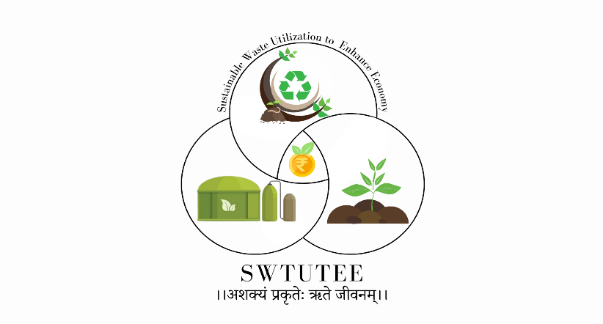 Sustainable Waste Utilization to Enhance Economy
₹
SWTUTEE
।।अशक्यं प्रकृतेः ऋते जीवनम्।।